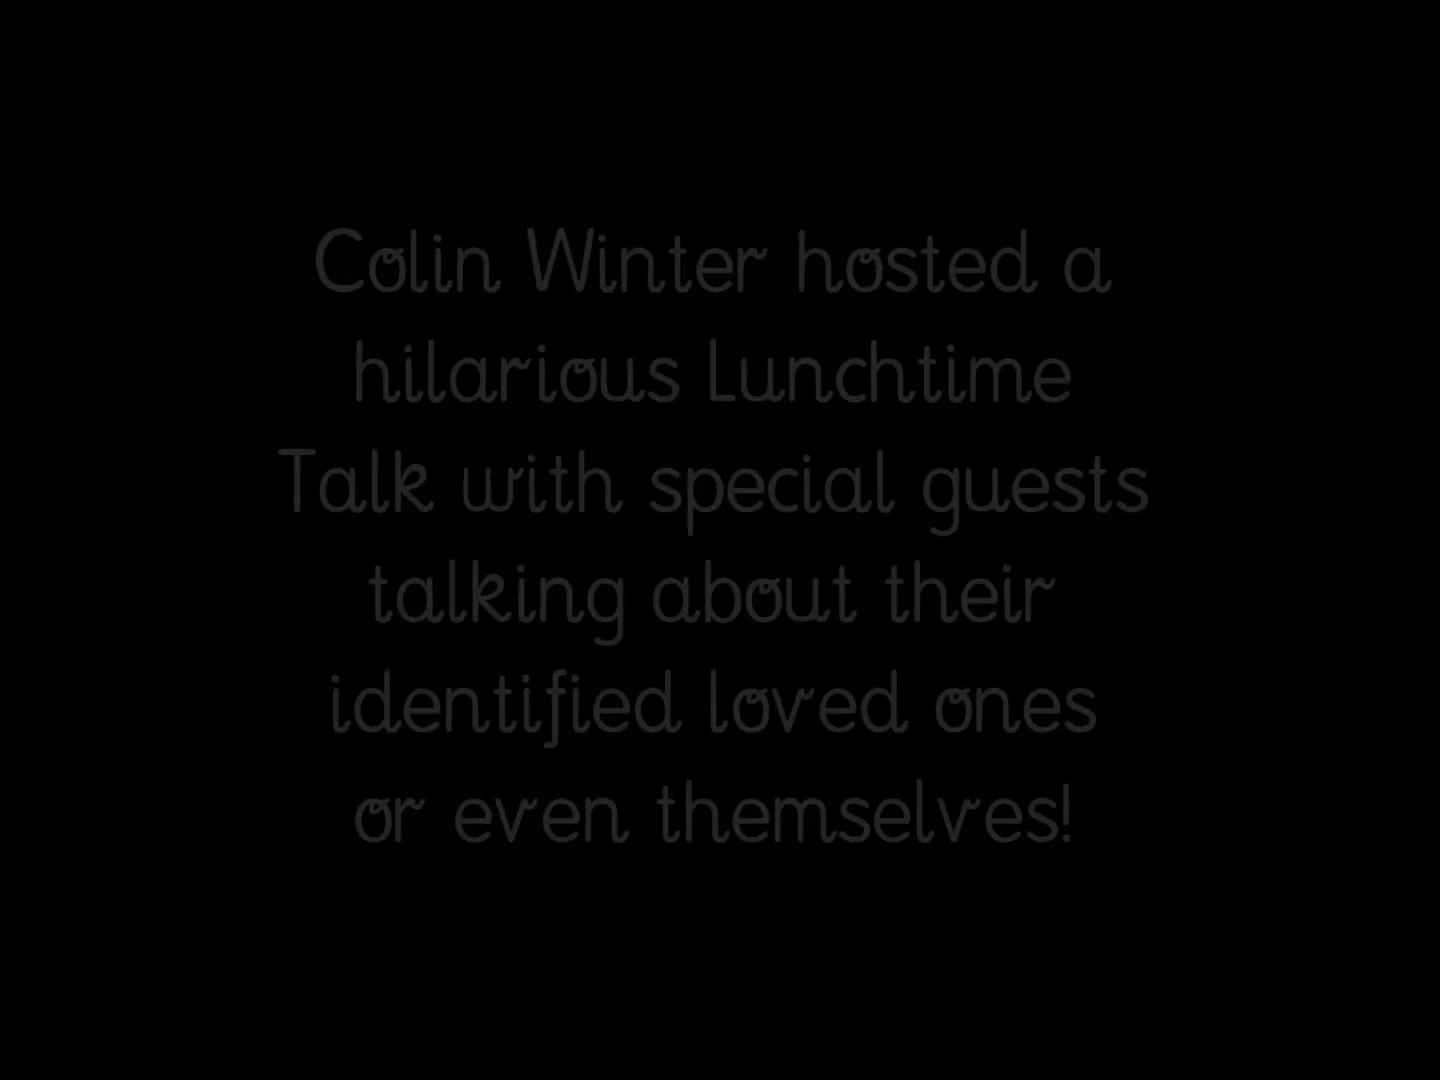 Colin Winter hosted a
hilarious Lunchtime
Talk with special guests
talking about their
identified loved ones
or even themselves!